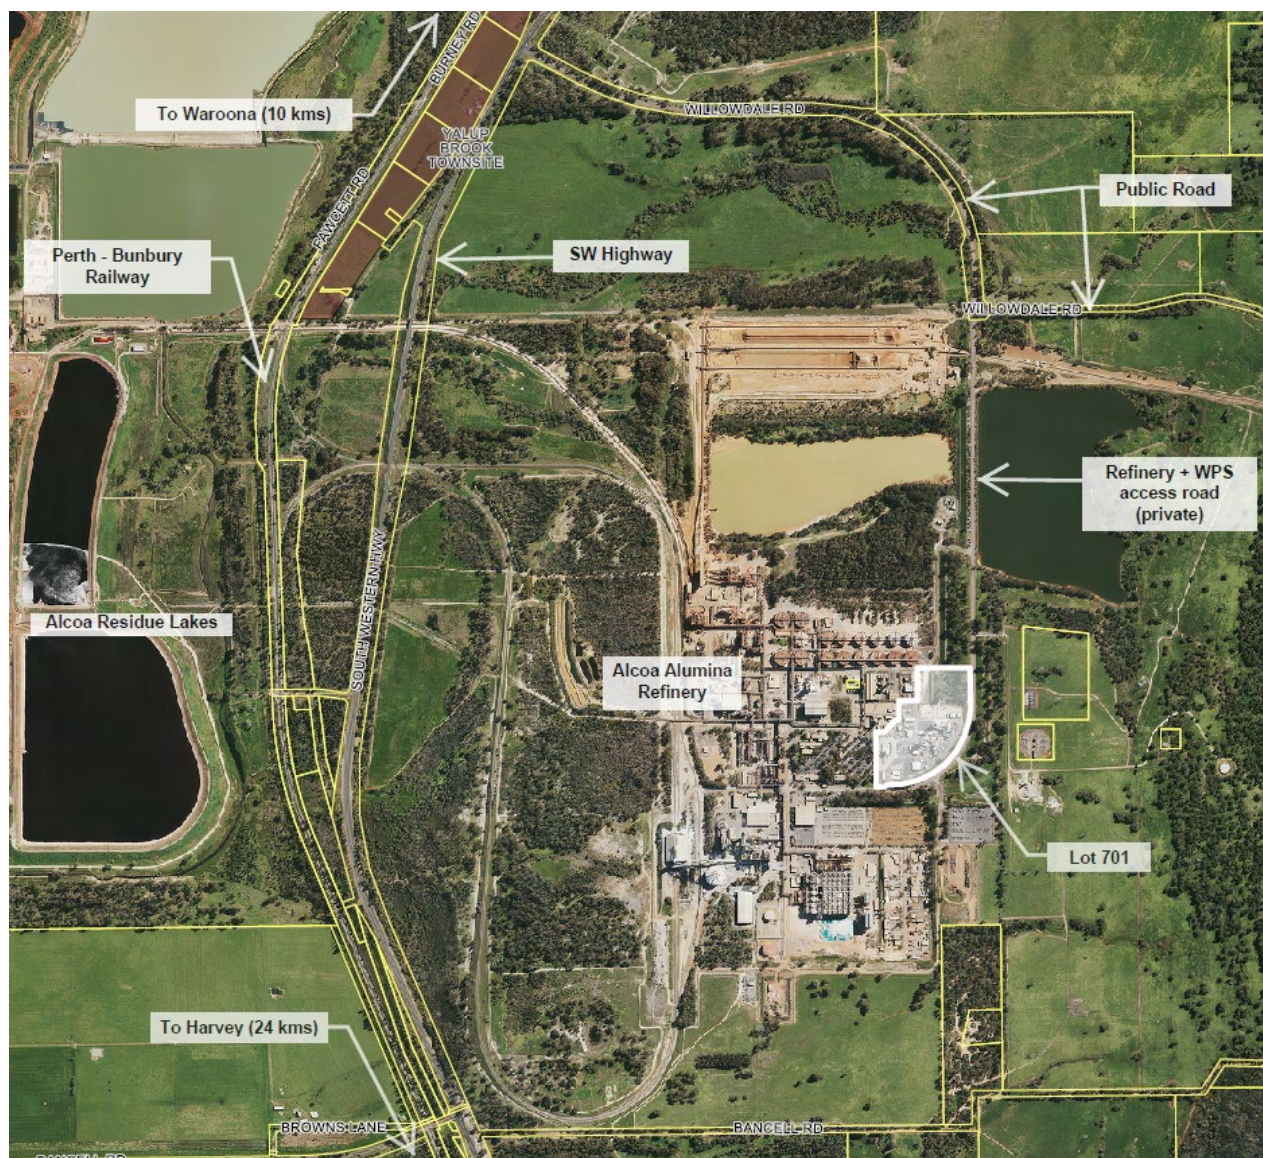 BURNEY RD
To Waroona (10 kms)
WILLOWDALE RD
YALUP
BROOK
TOWNSITE
FAWCETT RD
Public Road
Perth - Bunbury
Railway
SW Highway
WILLOWDALE RD
Refinery + WPS
access road
(private)
SOUTH WESTERN HWY
Alcoa Residue Lakes
Alcoa Alumina
Refinery
Lot 701
To Harvey (24 kms)
BROWNS LANE
BANCELL RD
BANCELL RD